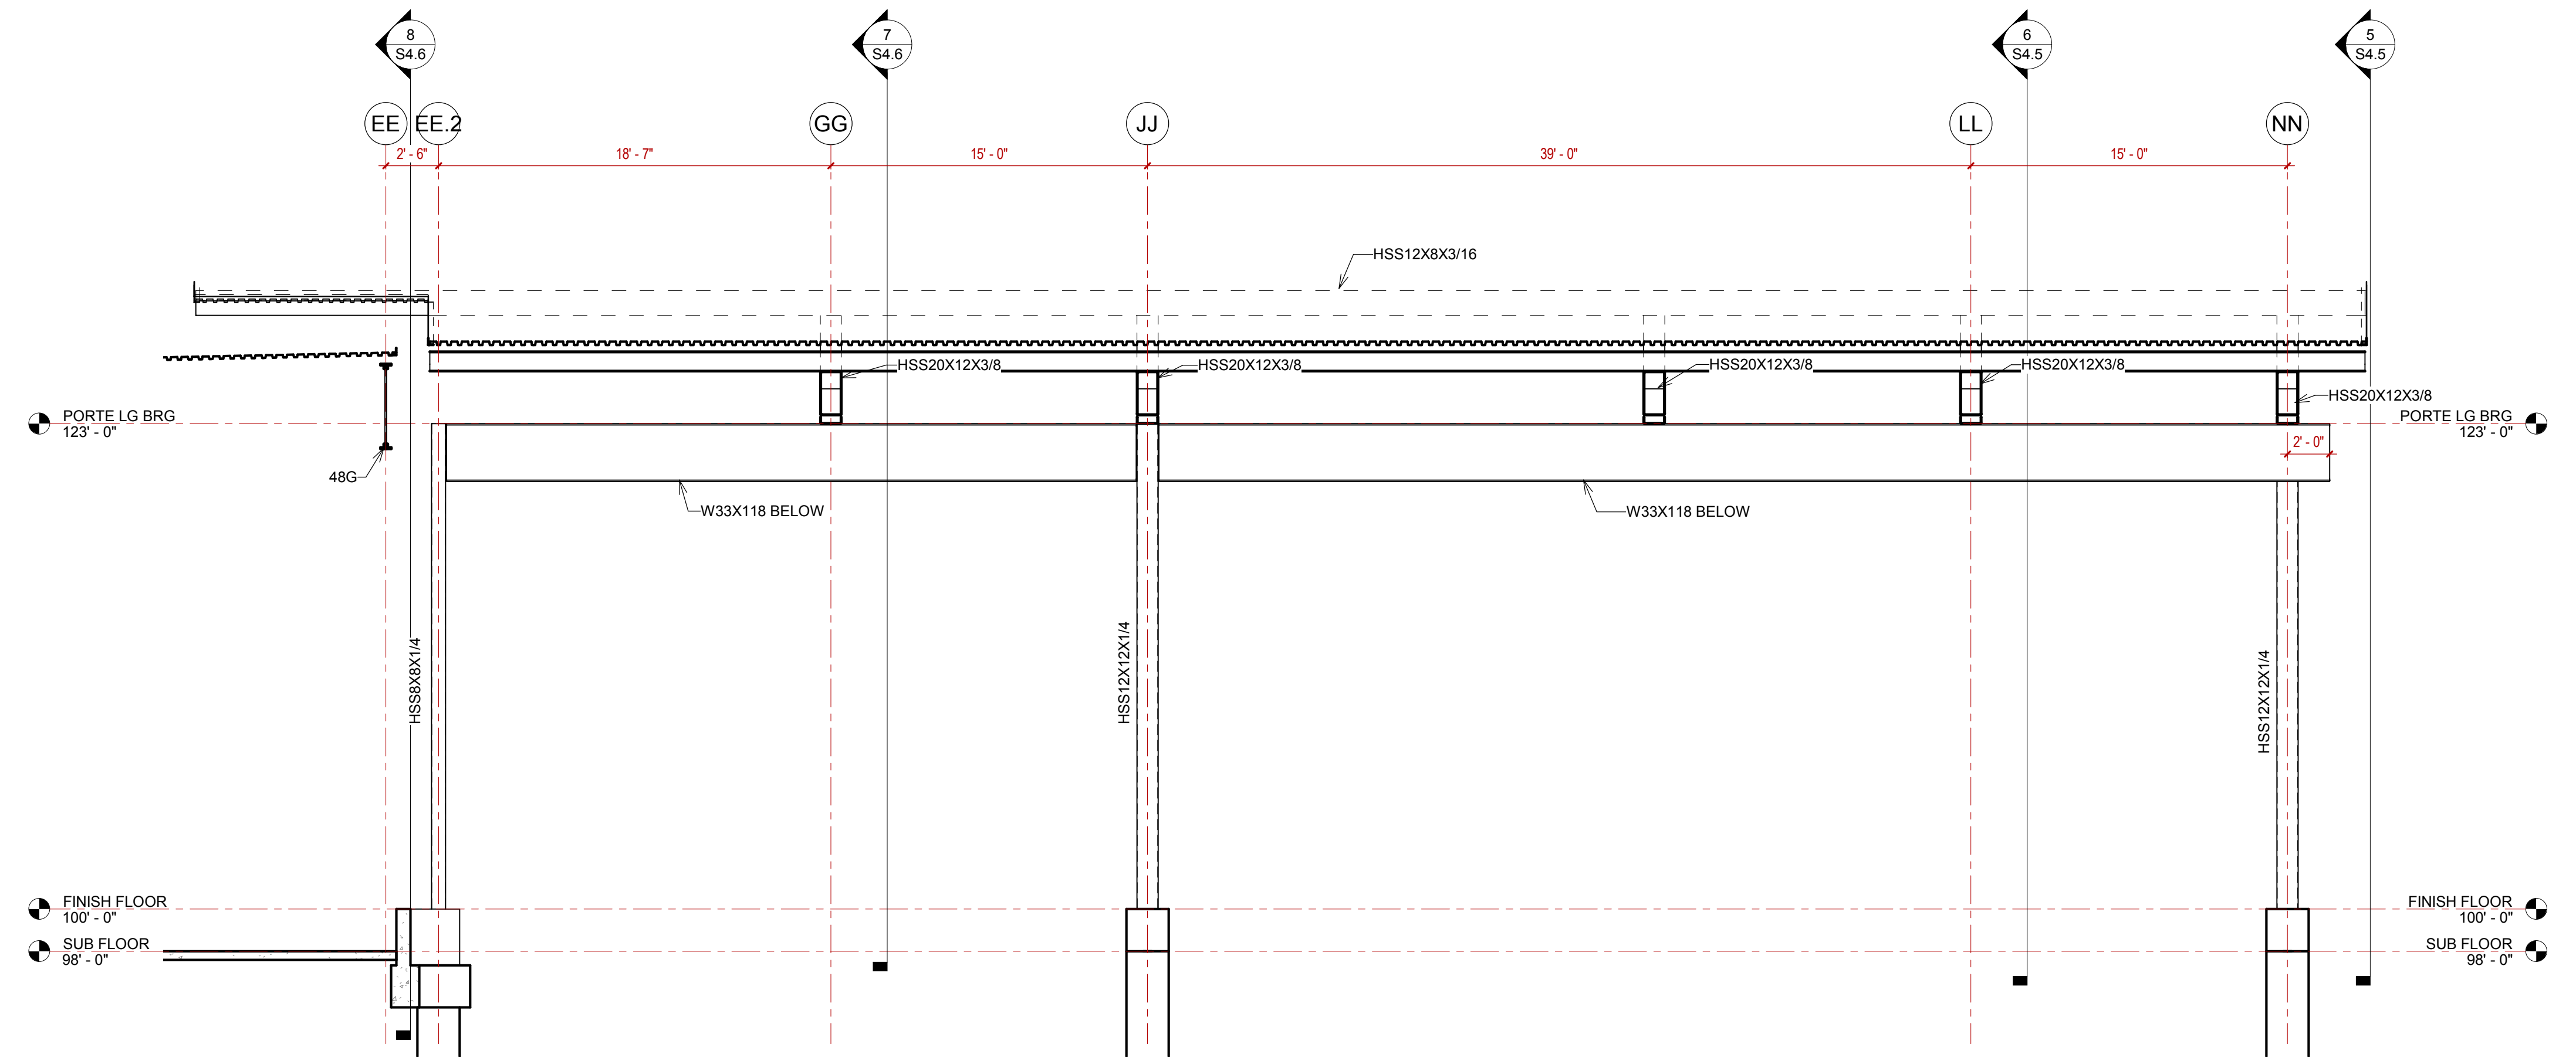 8
S4.6
7
S4.6
6
S4.5
5
S4.5
EE
EE.2
GG
JJ
LL
NN
2' - 6"
18' - 7"
15' - 0"
39' - 0"
15' - 0"
HSS12X8X3/16
HSS20X12X3/8
HSS20X12X3/8
HSS20X12X3/8
HSS20X12X3/8
HSS20X12X3/8
PORTE LG BRG
123' - 0"
PORTE LG BRG
123' - 0"
2' - 0"
48G
W33X118 BELOW
W33X118 BELOW
HSS8X8X1/4
HSS12X12X1/4
HSS12X12X1/4
FINISH FLOOR
100' - 0"
FINISH FLOOR
100' - 0"
SUB FLOOR
98' - 0"
SUB FLOOR
98' - 0"